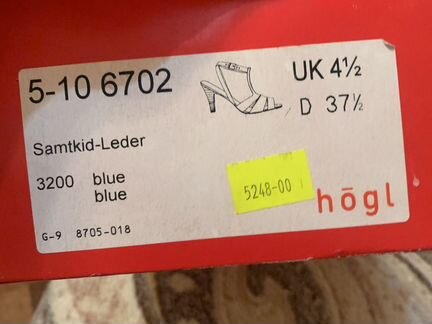 5-10 6702
UK 4½
D 37½
Samtkid-Leder
3200 blue
blue
5248-00
högl
G-9 8705-018